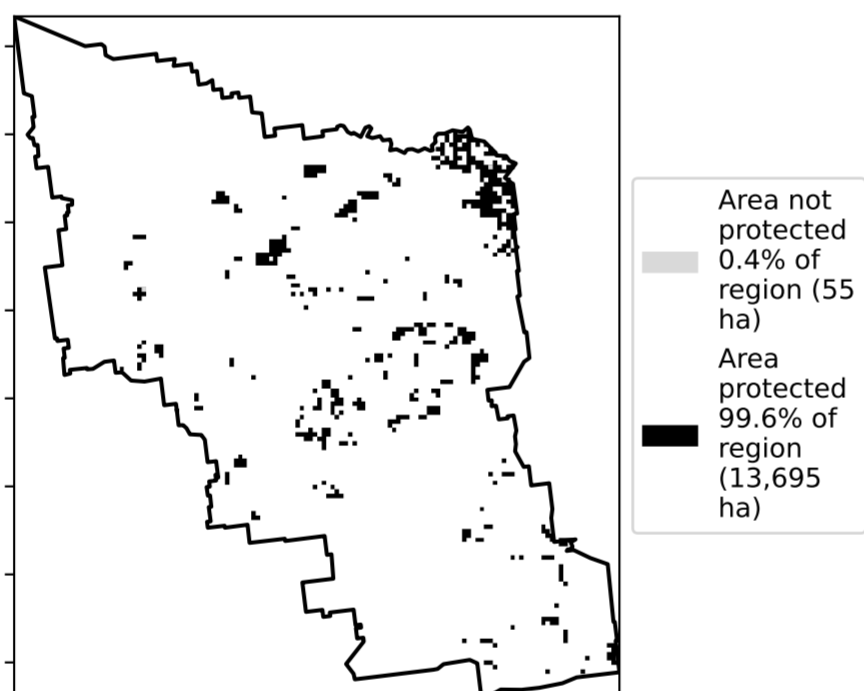 Area not
protected
0.4% of
region (55
ha)
Area
protected
99.6% of
region
(13,695
ha)